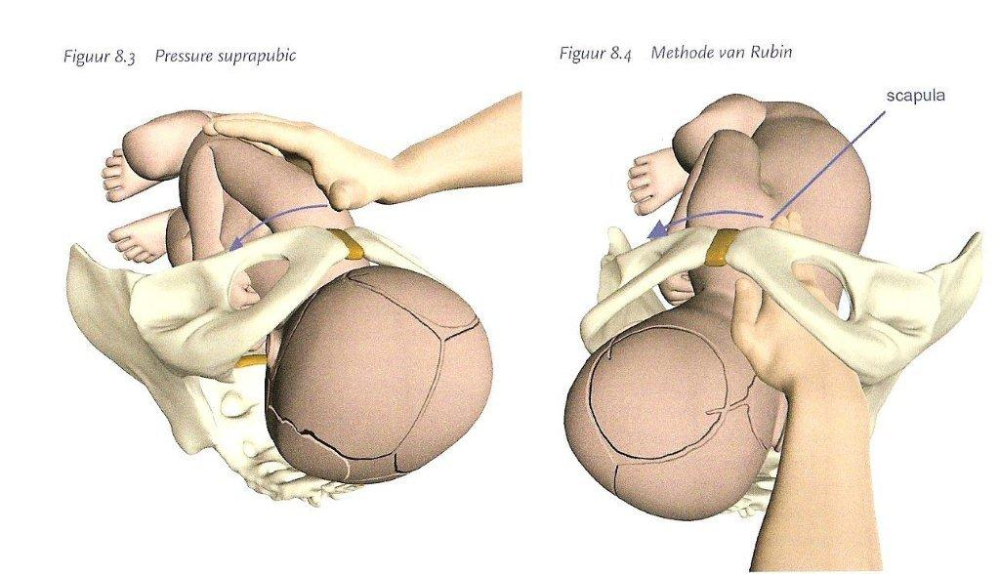 Figuur 8.3 Pressure suprapubic
Figuur 8.4 Methode van Rubin
scapula